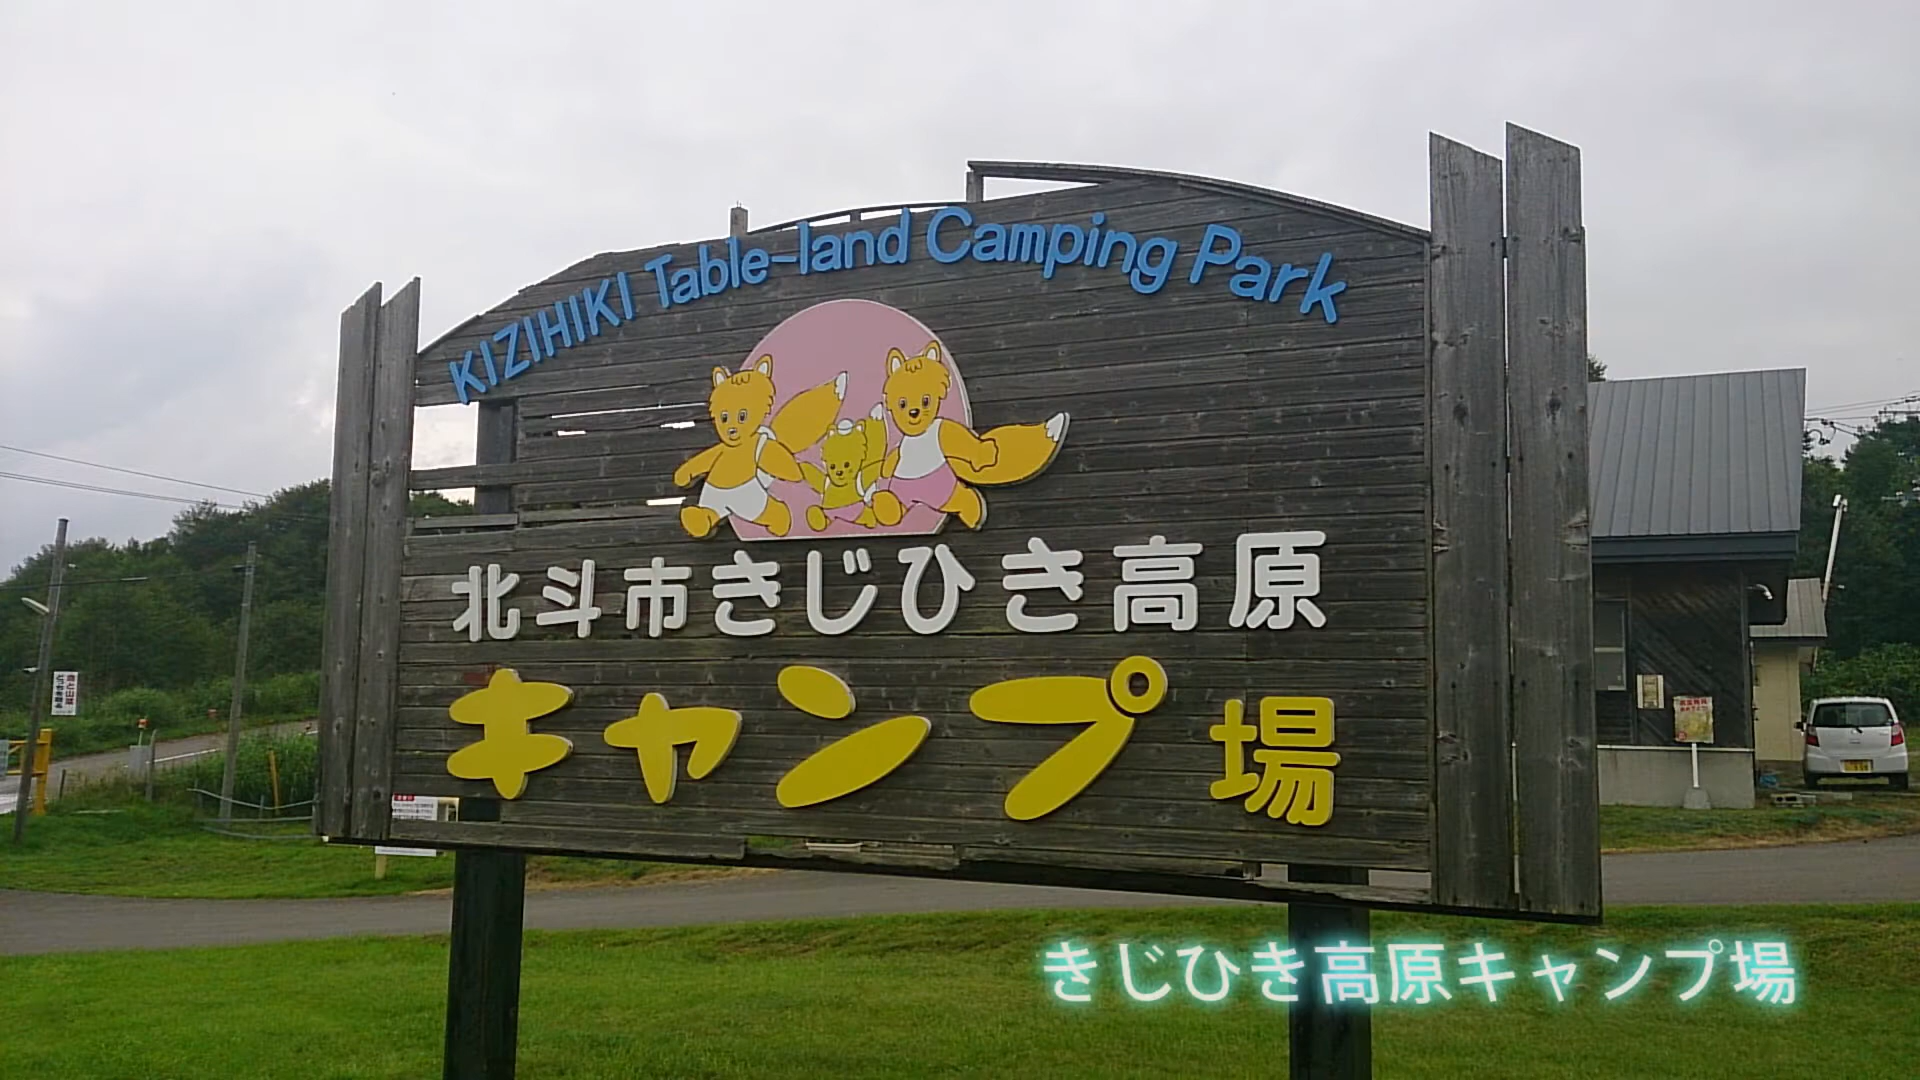 KIZIHIKI Table-land Camping Park
北斗市きじひき高原
キャンプ場
きじひき高原キャンプ場